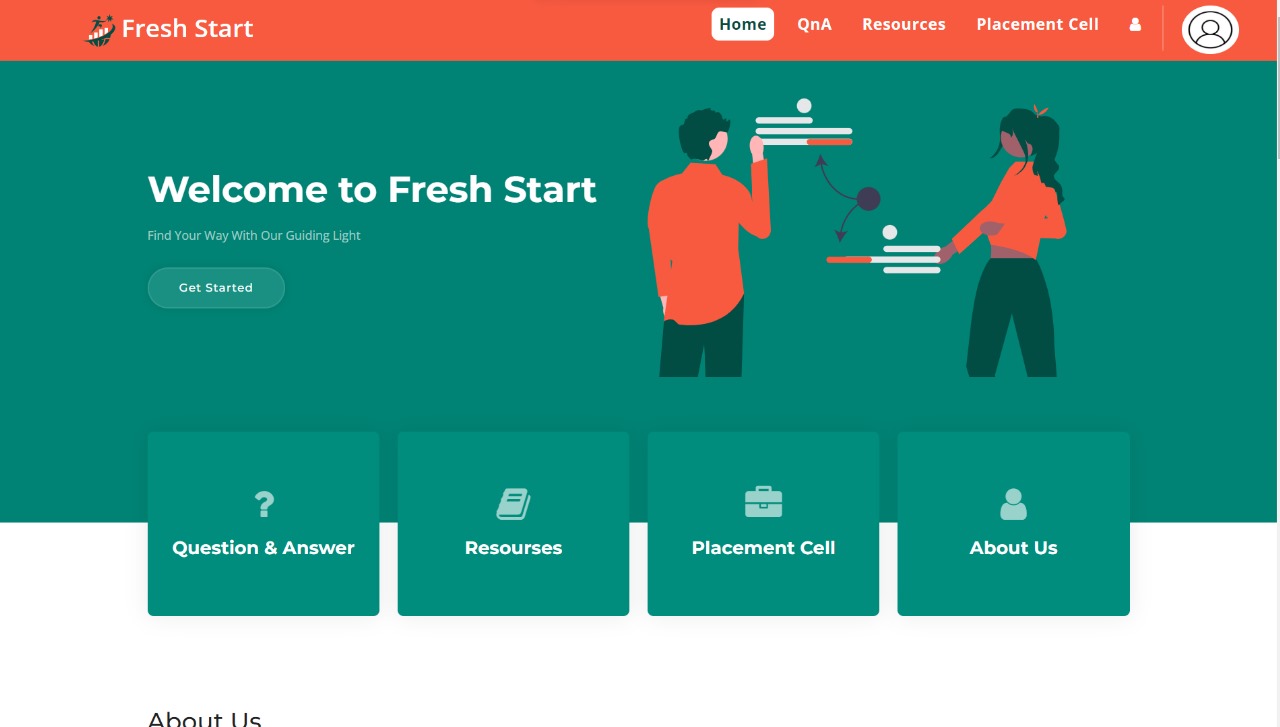 Fresh Start
Home QnA Resources Placement Cell
Welcome to Fresh Start
Find Your Way With Our Guiding Light
Get Started
?
Question & Answer
Resourses
Placement Cell
About Us
About Us